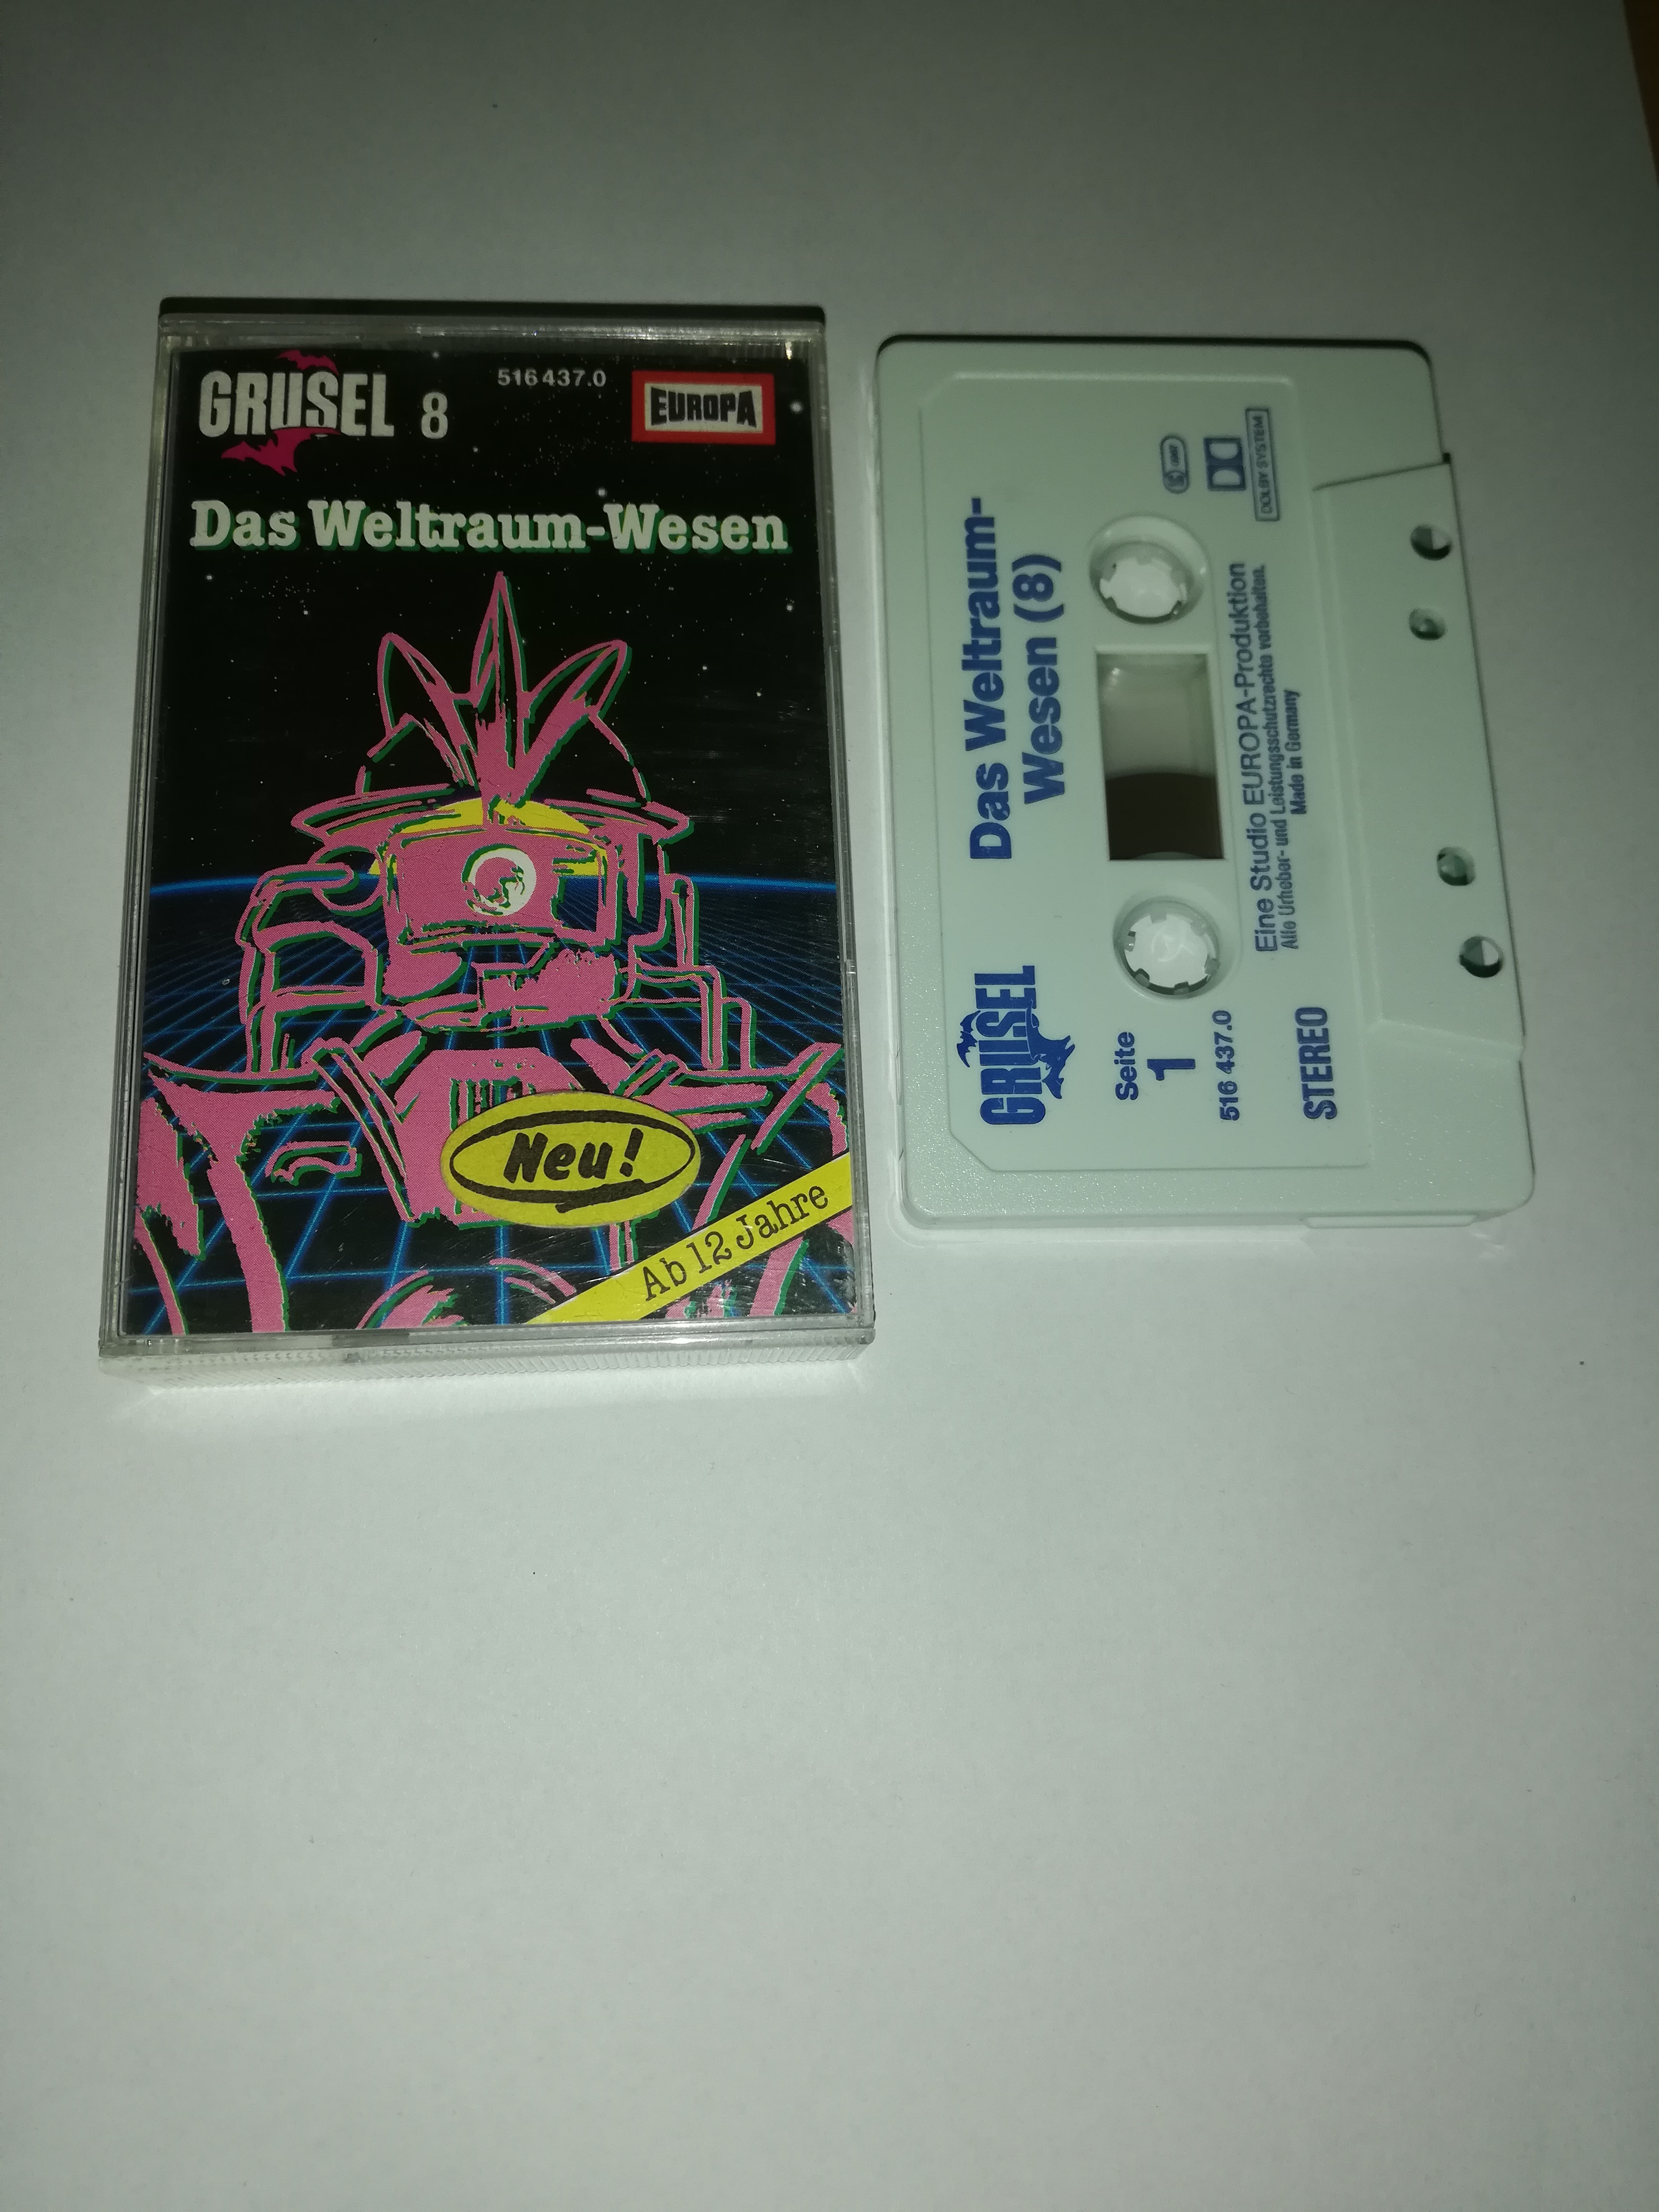 GRUSEL 8
516 437.0
EUROPA
Das Weltraum-Wesen
Neu!
Ab 12 Jahre
GRUSEL
Das Weltraum-
Wesen (8)
Seite
1
516 437.0
STEREO
Eine Studio EUROPA-Produktion
Alle Urheber- und Leistungsschutzrechte vorbehalten.
Made in Germany
DOLBY SYSTEM